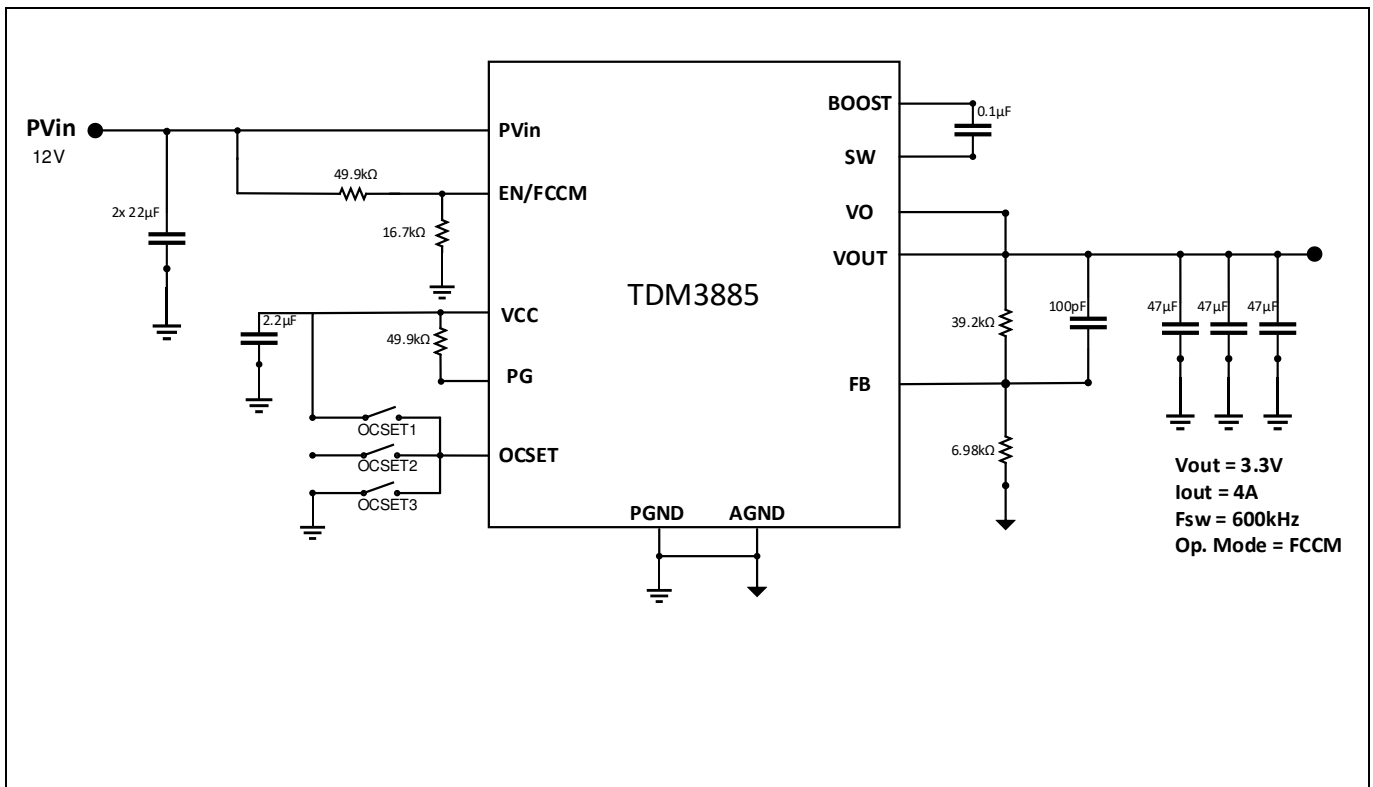 PVin
12V
2x 22µF
49.9kΩ
16.7kΩ
2.2µF
49.9kΩ
OCSET1
OCSET2
OCSET3
PVin
EN/FCCM
VCC
PG
OCSET
TDM3885
PGND
AGND
BOOST
SW
VO
VOUT
FB
0.1µF
39.2kΩ
100pF
6.98kΩ
47µF
47µF
47µF
Vout = 3.3V
Iout = 4A
Fsw = 600kHz
Op. Mode = FCCM